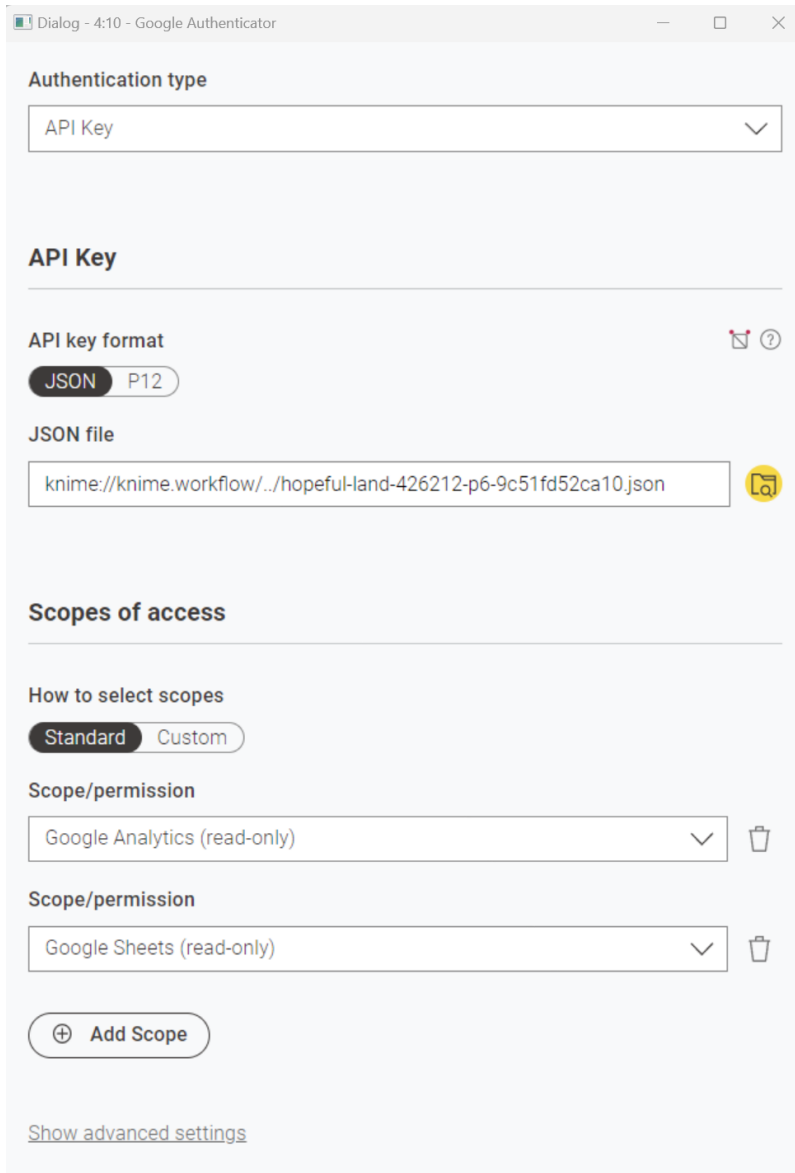 Dialog - 4:10 - Google Authenticator
Authentication type
API Key
API Key
API key format
JSON P12
JSON file
knime://knime.workflow/../hopeful-land-426212-p6-9c51fd52ca10.json
Scopes of access
How to select scopes
Standard Custom
Scope/permission
Google Analytics (read-only)
Scope/permission
Google Sheets (read-only)
Add Scope
Show advanced settings